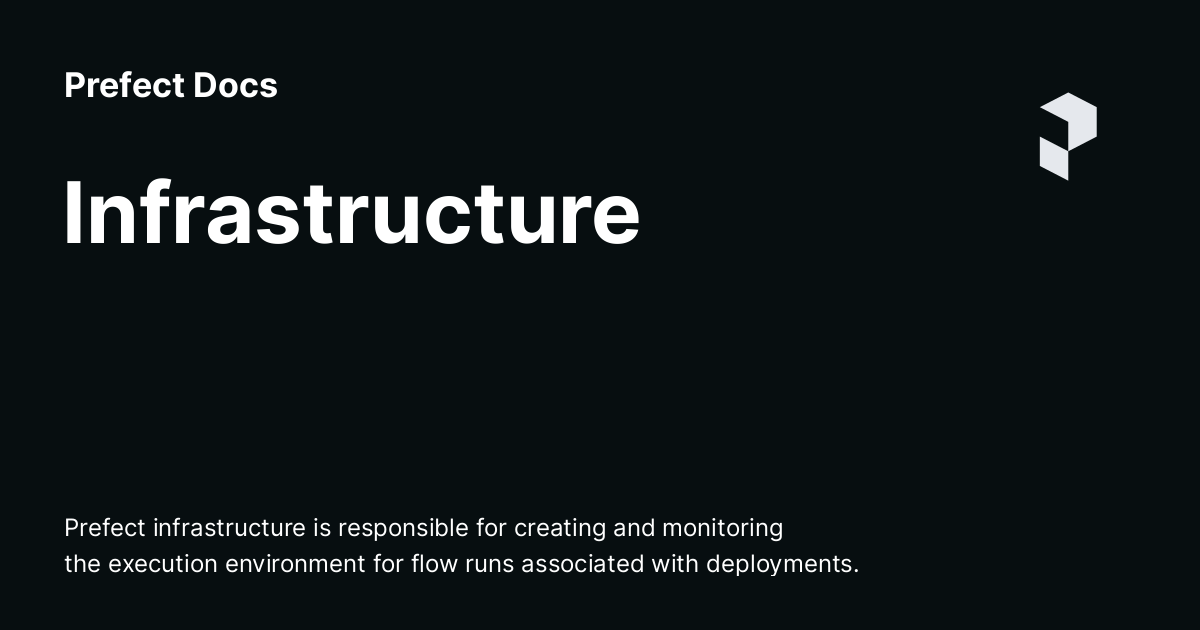 Prefect Docs
Infrastructure
Prefect infrastructure is responsible for creating and monitoring
the execution environment for flow runs associated with deployments.